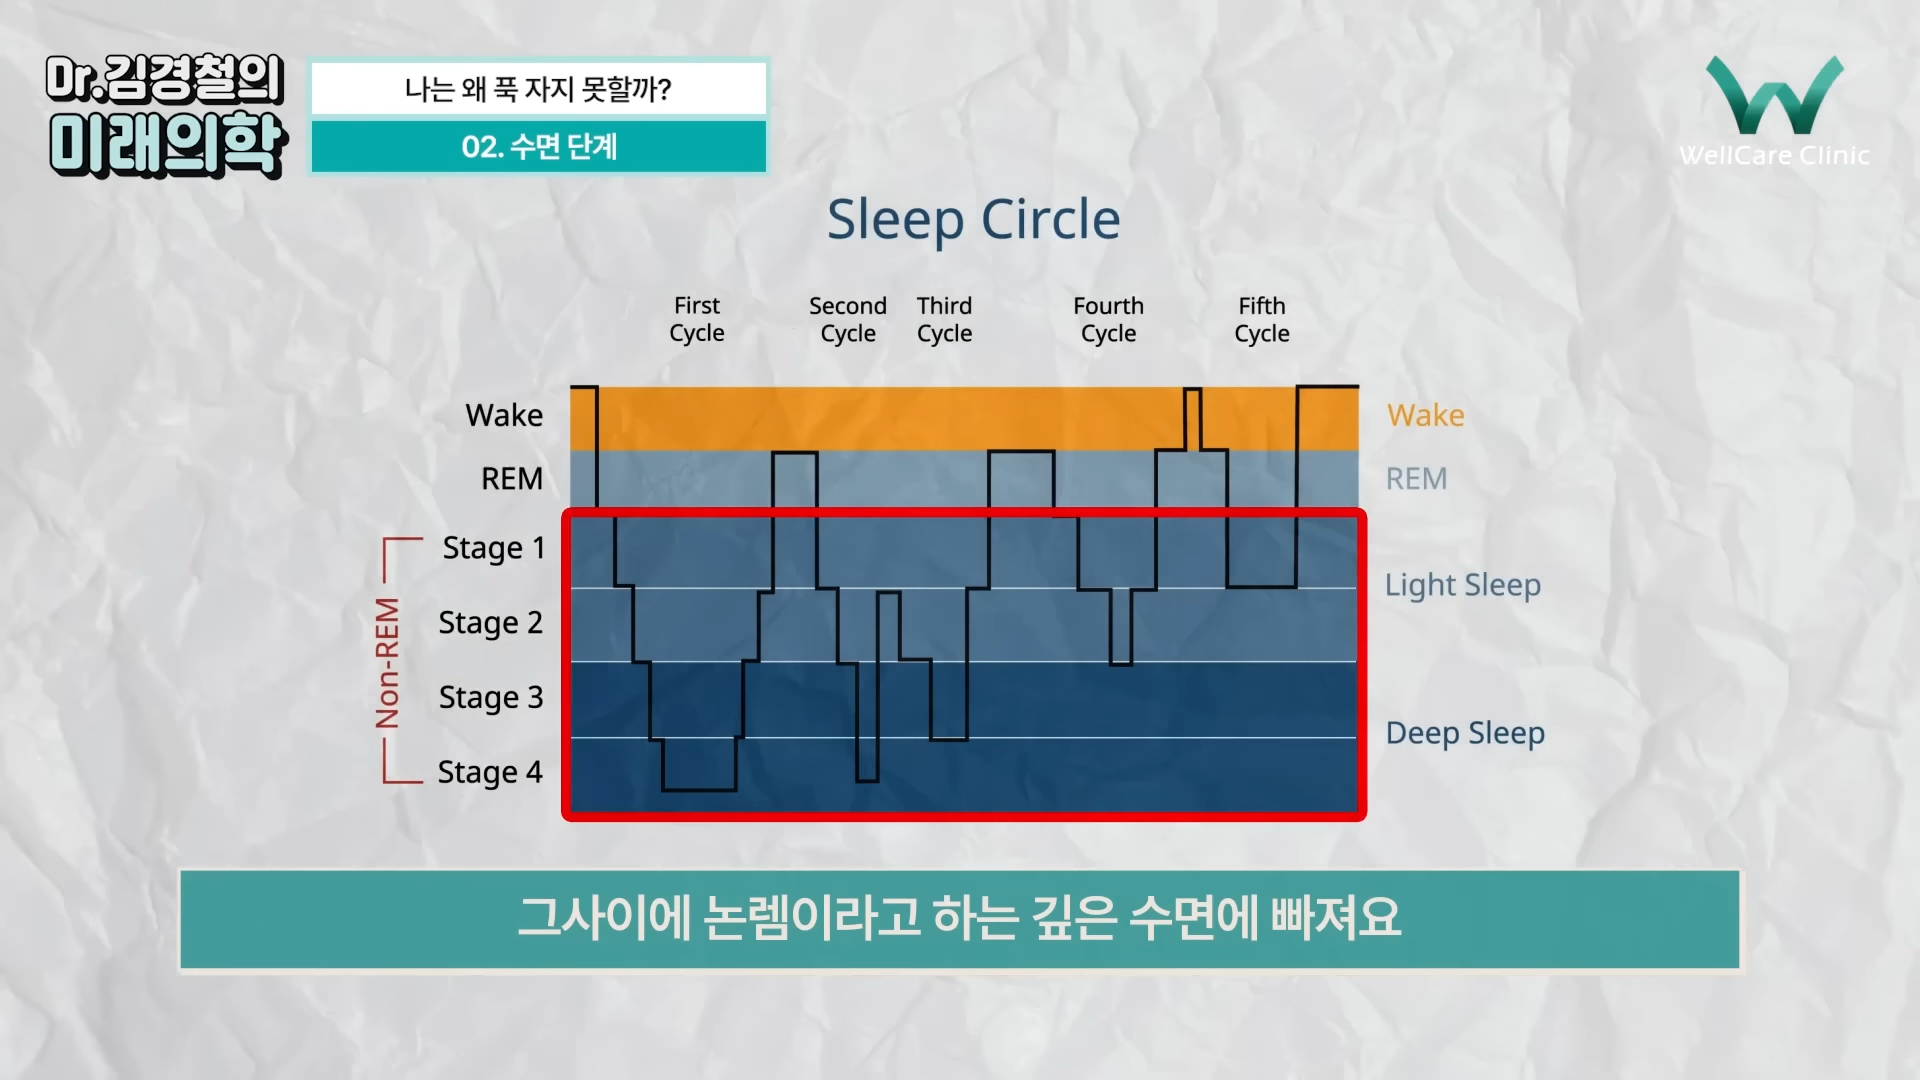 Dr.김경철의
미래의학
나는 왜 푹 자지 못할까?
02. 수면 단계
WellCare Clinic
Sleep Circle
First
Cycle
Second
Cycle
Third
Cycle
Fourth
Cycle
Fifth
Cycle
Wake
REM
Stage 1
Stage 2
Stage 3
Stage 4
Non-REM
Wake
REM
Light Sleep
Deep Sleep
그사이에 논렘이라고 하는 깊은 수면에 빠져요